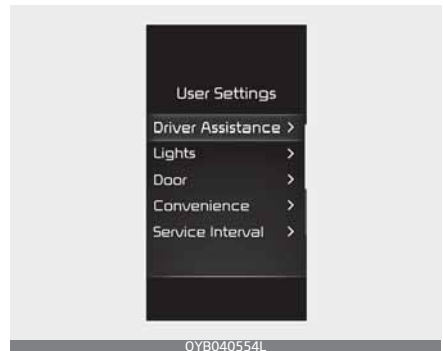 User Settings
Driver Assistance >
Lights >
Door >
Convenience >
Service Interval >
OYB040554L